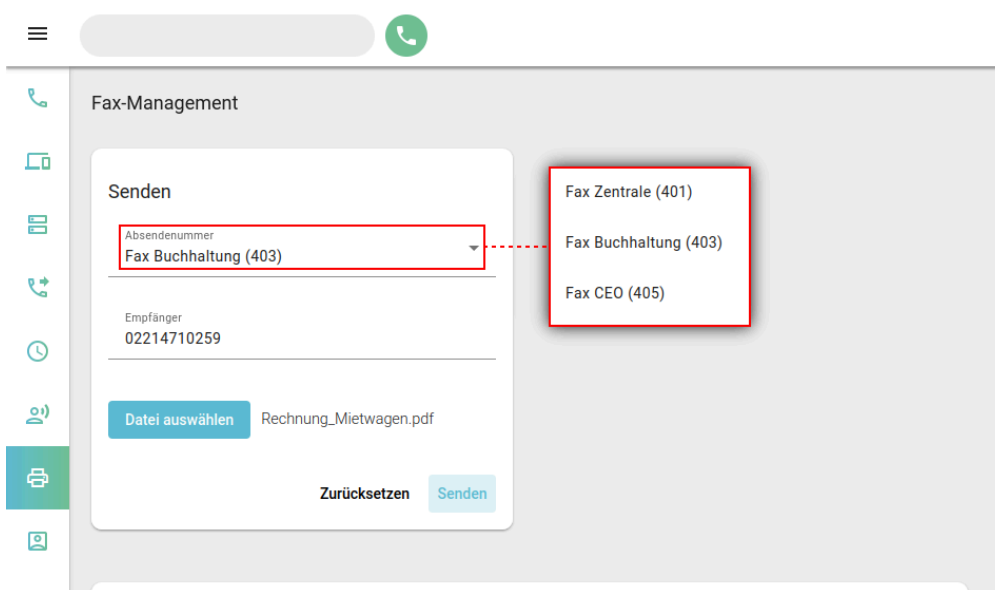 Fax-Management
Senden
Absendenummer
Fax Buchhaltung (403)
Empfänger
02214710259
Datei auswählen Rechnung_Mietwagen.pdf
Zurücksetzen Senden
Fax Zentrale (401)
Fax Buchhaltung (403)
Fax CEO (405)